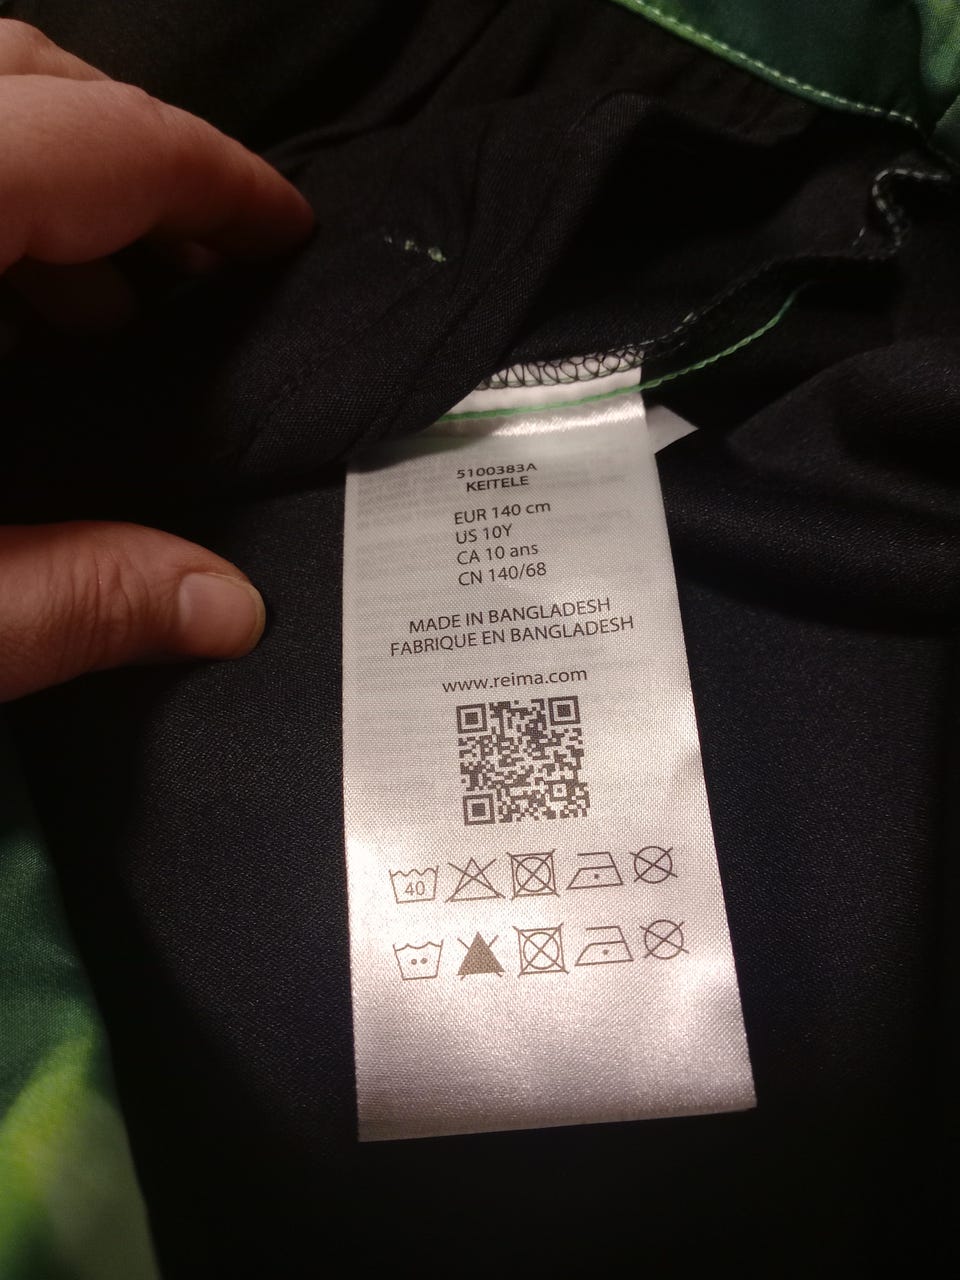 5100383A
KEITELE
EUR 140 cm
US 10Y
CA 10 ans
CN 140/68
MADE IN BANGLADESH
FABRIQUE EN BANGLADESH
www.reima.com
40